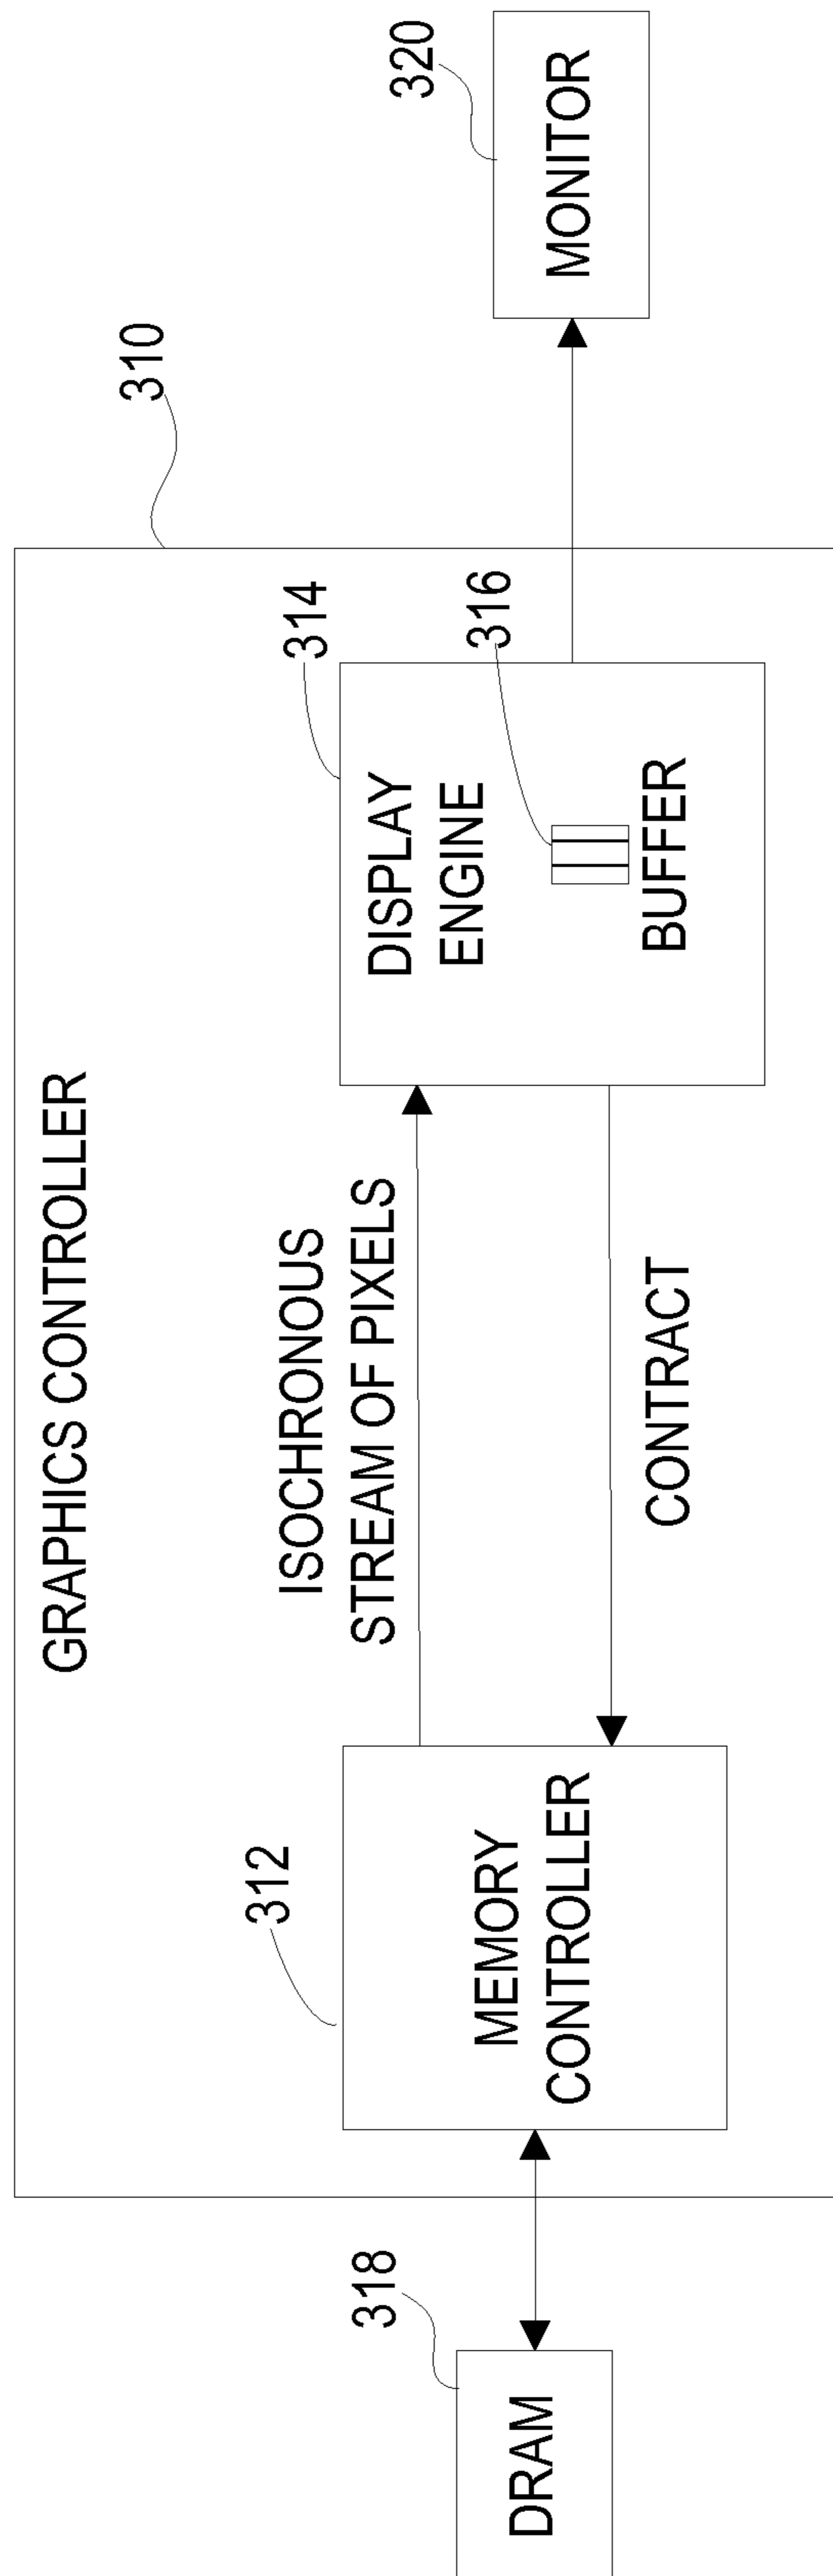 GRAPHICS CONTROLLER
310
312
MEMORY
CONTROLLER
ISOCHRONOUS
STREAM OF PIXELS
CONTRACT
314
DISPLAY
ENGINE
316
BUFFER
318
DRAM
320
MONITOR